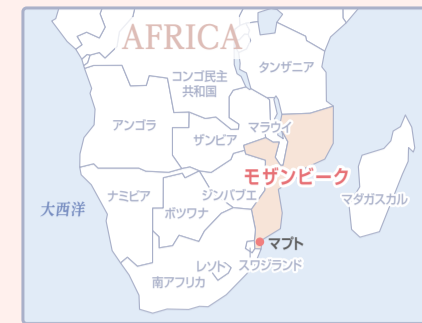 AFRICA
コンゴ民主
共和国
タンザニア
アンゴラ
マラウイ
ザンビア
モザンビーク
ナミビア
ジンバブエ
マダガスカル
大西洋
ボツワナ
マプト
レソト
スワジランド
南アフリカ